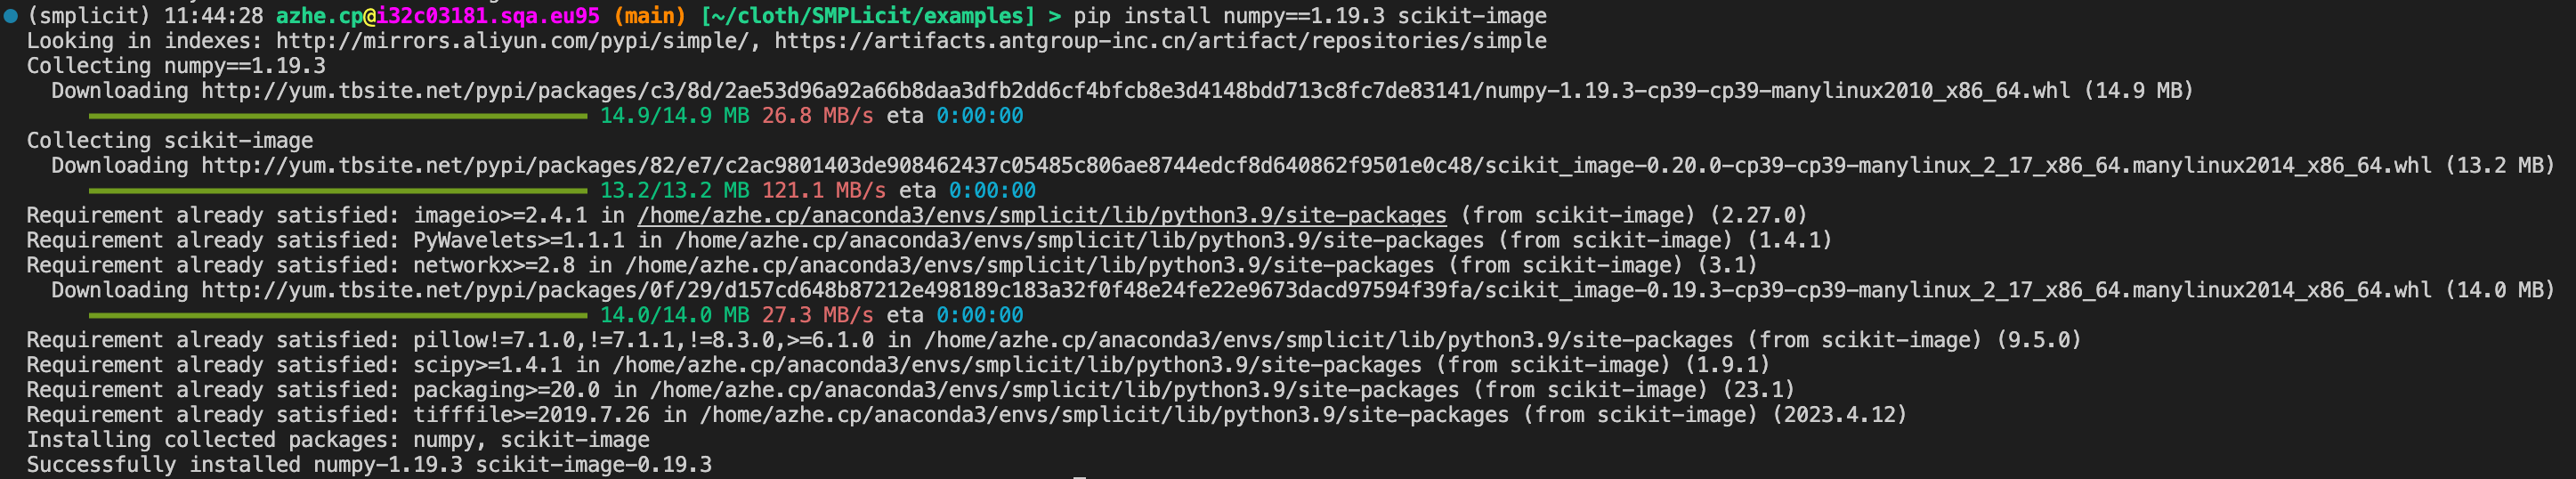 (smplicit) 11:44:28 azhe.cp@i32c03181.sqa.eu95 (main) [~/cloth/SMPLicit/examples] > pip install numpy==1.19.3 scikit-image
Looking in indexes: http://mirrors.aliyun.com/pypi/simple/, https://artifacts.antgroup-inc.cn/artifact/repositories/simple
Collecting numpy==1.19.3
Downloading http://yum.tbsite.net/pypi/packages/c3/8d/2ae53d96a92a66b8daa3dfb2dd6cf4bfcb8e3d4148bdd713c8fc7de83141/numpy-1.19.3-cp39-cp39-manylinux2010_x86_64.whl (14.9 MB)
14.9/14.9 MB 26.8 MB/s eta 0:00:00
Collecting scikit-image
Downloading http://yum.tbsite.net/pypi/packages/82/e7/c2ac9801403de908462437c05485c806ae8744edcf8d640862f9501e0c48/scikit_image-0.20.0-cp39-cp39-manylinux_2_17_x86_64.manylinux2014_x86_64.whl (13.2 MB)
13.2/13.2 MB 121.1 MB/s eta 0:00:00
Requirement already satisfied: imageio>=2.4.1 in /home/azhe.cp/anaconda3/envs/smplicit/lib/python3.9/site-packages (from scikit-image) (2.27.0)
Requirement already satisfied: PyWavelets>=1.1.1 in /home/azhe.cp/anaconda3/envs/smplicit/lib/python3.9/site-packages (from scikit-image) (1.4.1)
Requirement already satisfied: networkx>=2.8 in /home/azhe.cp/anaconda3/envs/smplicit/lib/python3.9/site-packages (from scikit-image) (3.1)
Downloading http://yum.tbsite.net/pypi/packages/0f/29/d157cd648b87212e498189c183a32f0f48e24fe22e9673dacd97594f39fa/scikit_image-0.19.3-cp39-cp39-manylinux_2_17_x86_64.manylinux2014_x86_64.whl (14.0 MB)
14.0/14.0 MB 27.3 MB/s eta 0:00:00
Requirement already satisfied: pillow!=7.1.0,!=7.1.1,!=8.3.0,>=6.1.0 in /home/azhe.cp/anaconda3/envs/smplicit/lib/python3.9/site-packages (from scikit-image) (9.5.0)
Requirement already satisfied: scipy>=1.4.1 in /home/azhe.cp/anaconda3/envs/smplicit/lib/python3.9/site-packages (from scikit-image) (1.9.1)
Requirement already satisfied: packaging>=20.0 in /home/azhe.cp/anaconda3/envs/smplicit/lib/python3.9/site-packages (from scikit-image) (23.1)
Requirement already satisfied: tifffile>=2019.7.26 in /home/azhe.cp/anaconda3/envs/smplicit/lib/python3.9/site-packages (from scikit-image) (2023.4.12)
Installing collected packages: numpy, scikit-image
Successfully installed numpy-1.19.3 scikit-image-0.19.3